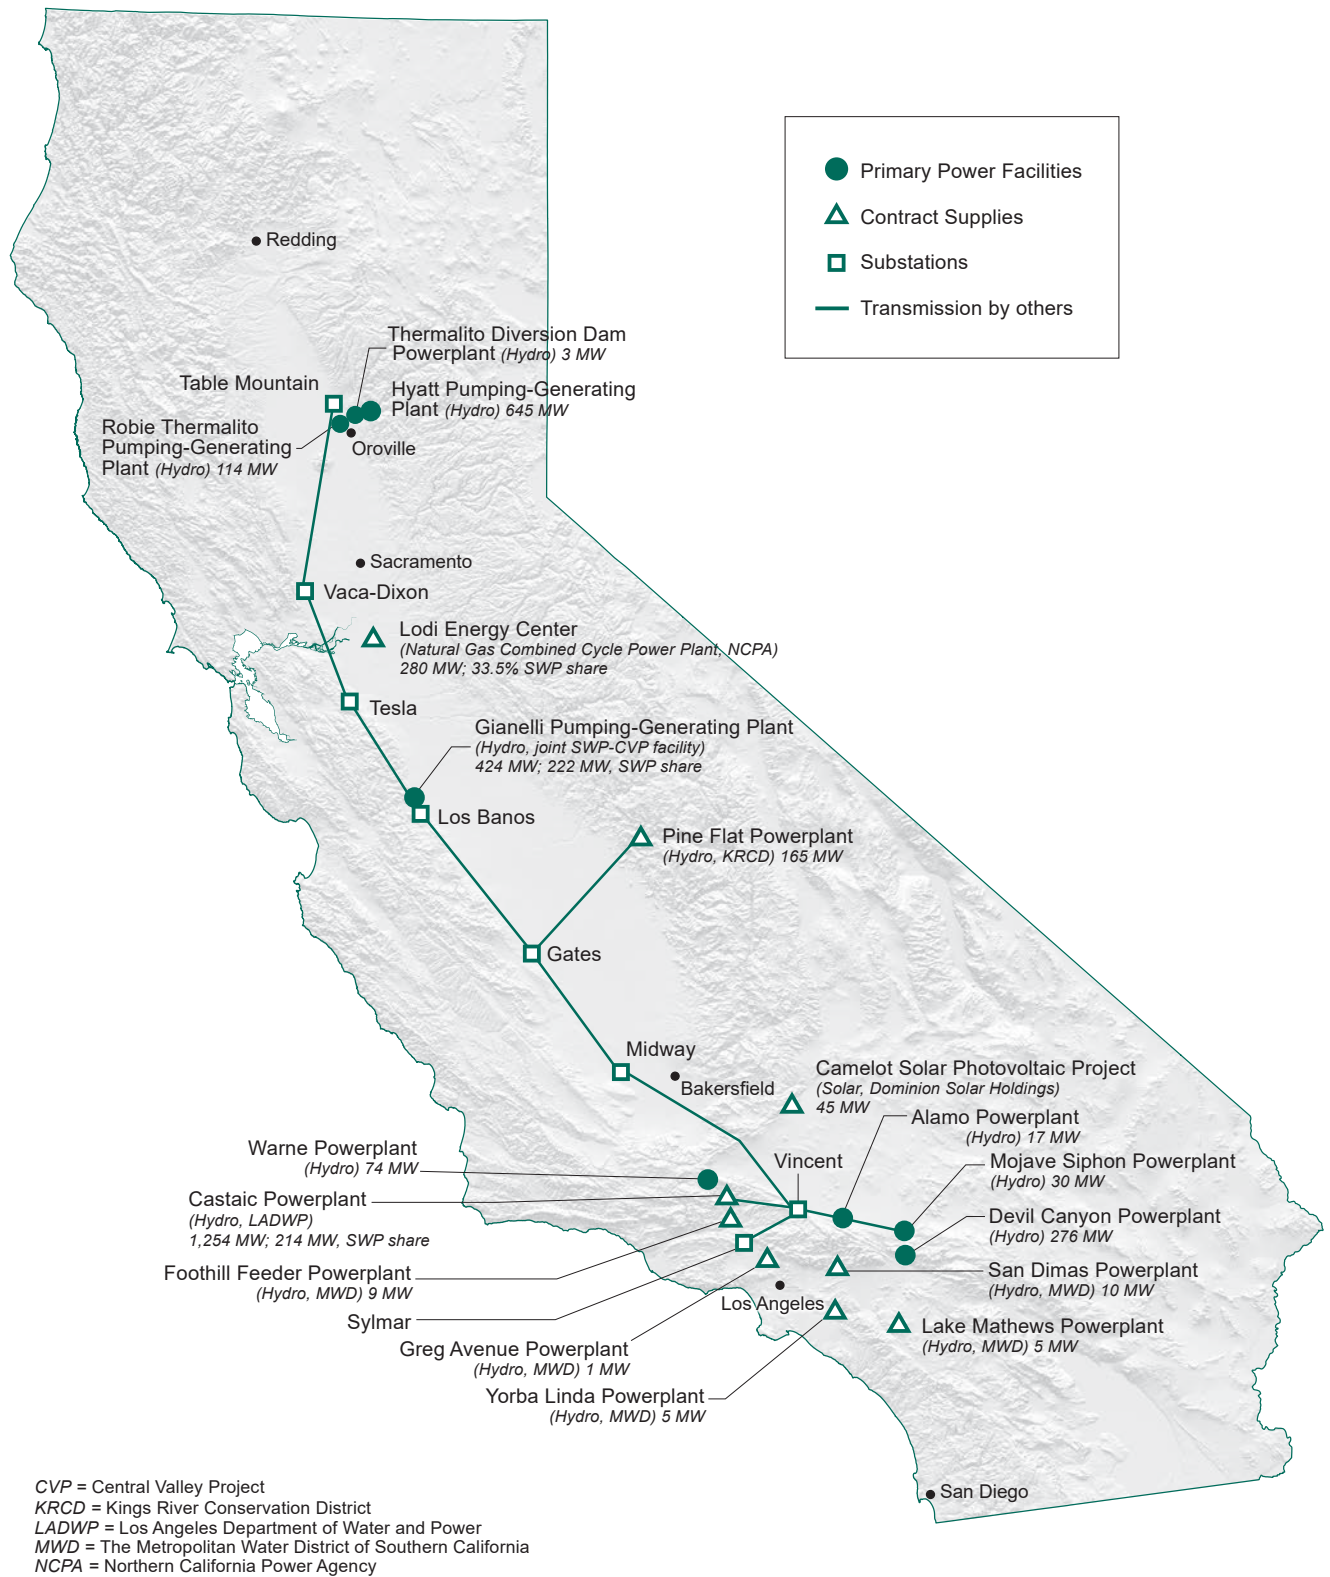 Primary Power Facilities
Contract Supplies
Substations
Transmission by others
Redding
Thermalito Diversion Dam
Powerplant (Hydro) 3 MW
Table Mountain
Hyatt Pumping-Generating
Plant (Hydro) 645 MW
Robie Thermalito
Pumping-Generating
Plant (Hydro) 114 MW
Oroville
Sacramento
Vaca-Dixon
Lodi Energy Center
(Natural Gas Combined Cycle Power Plant, NCPA)
280 MW; 33.5% SWP share
Tesla
Gianelli Pumping-Generating Plant
(Hydro, joint SWP-CVP facility)
424 MW; 222 MW, SWP share
Los Banos
Pine Flat Powerplant
(Hydro, KRCD) 165 MW
Gates
Midway
Bakersfield
Camelot Solar Photovoltaic Project
(Solar, Dominion Solar Holdings)
45 MW
Alamo Powerplant
(Hydro) 17 MW
Warne Powerplant
(Hydro) 74 MW
Vincent
Mojave Siphon Powerplant
(Hydro) 30 MW
Castaic Powerplant
(Hydro, LADWP)
1,254 MW; 214 MW, SWP share
Devil Canyon Powerplant
(Hydro) 276 MW
Foothill Feeder Powerplant
(Hydro, MWD) 9 MW
San Dimas Powerplant
(Hydro, MWD) 10 MW
Los Angeles
Sylmar
Lake Mathews Powerplant
(Hydro, MWD) 5 MW
Greg Avenue Powerplant
(Hydro, MWD) 1 MW
Yorba Linda Powerplant
(Hydro, MWD) 5 MW
San Diego
CVP = Central Valley Project
KRCD = Kings River Conservation District
LADWP = Los Angeles Department of Water and Power
MWD = The Metropolitan Water District of Southern California
NCPA = Northern California Power Agency